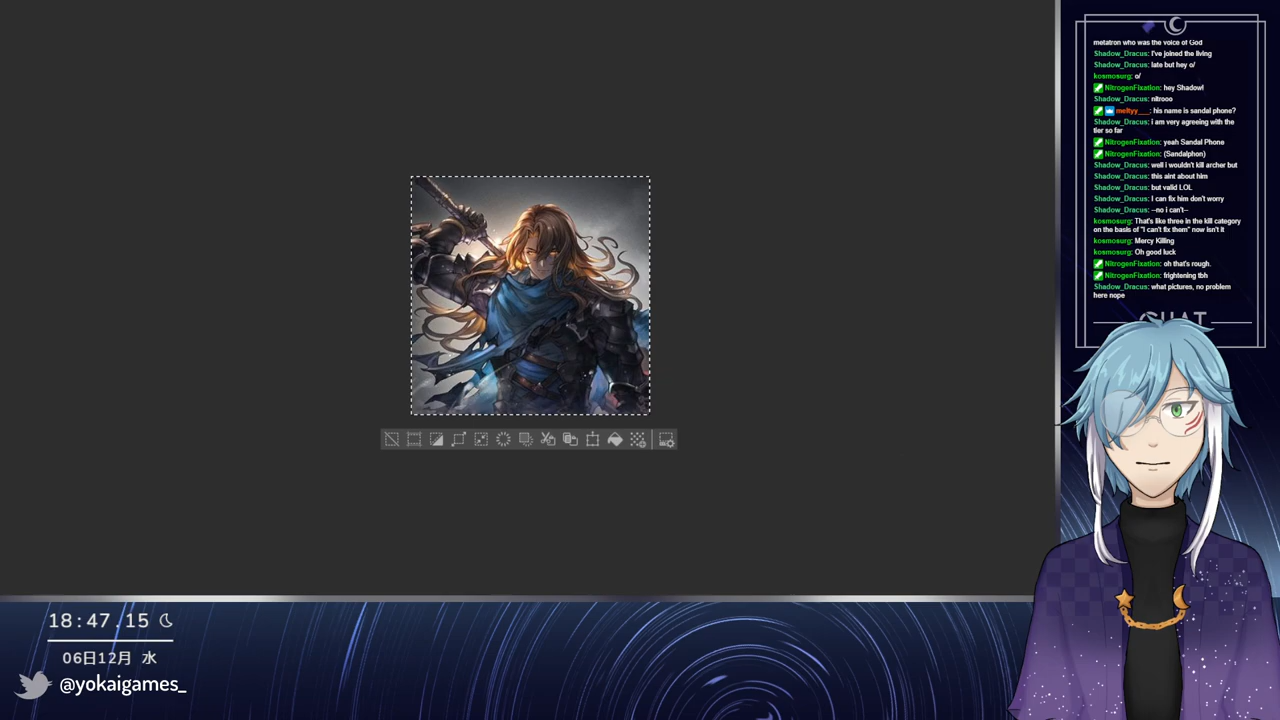 metatron who was the voice of God
Shadow_Dracus: I've joined the living
Shadow_Dracus: late but hey o/
kosmosurg: o/
NitrogenFixation: hey Shadow!
Shadow_Dracus: nitrooo
meltyy___: his name is sandal phone?
Shadow_Dracus: i am very agreeing with the
tier so far
NitrogenFixation: yeah Sandal Phone
NitrogenFixation: (Sandalphon)
Shadow_Dracus: well i wouldn't kill archer but
Shadow_Dracus: this aint about him
Shadow_Dracus: but valid LOL
Shadow_Dracus: I can fix him don't worry
Shadow_Dracus: --no i can't--
kosmosurg: That's like three in the kill category
on the basis of "I can't fix them" now isn't it
kosmosurg: Mercy Killing
kosmosurg: Oh good luck
NitrogenFixation: oh that's rough.
NitrogenFixation: frightening tbh
Shadow_Dracus: what pictures, no problem
here nope
CHAT
18:47.15
06日12月 水
@yokaigames_